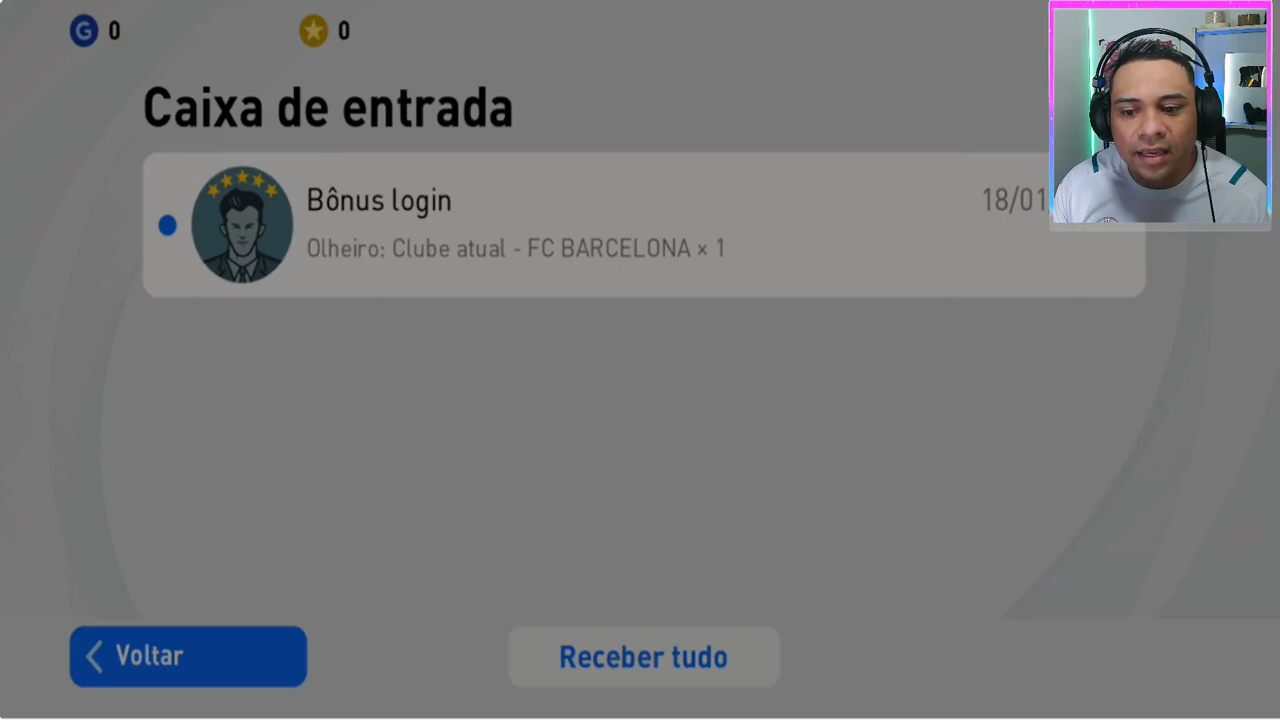 G 0
0
Caixa de entrada
Bônus login
18/01
Olheiro: Clube atual - FC BARCELONA × 1
Voltar
Receber tudo